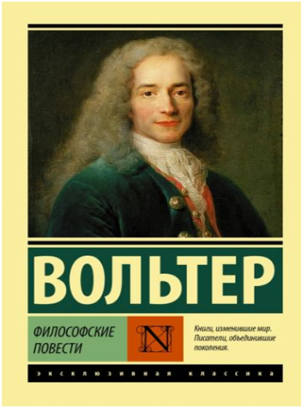 ВОЛЬТЕР
ФИЛОСОФСКИЕ
ПОВЕСТИ
N
Книги, изменившие мир.
Писатели, объединившие
поколения.
эксклюзивная классика